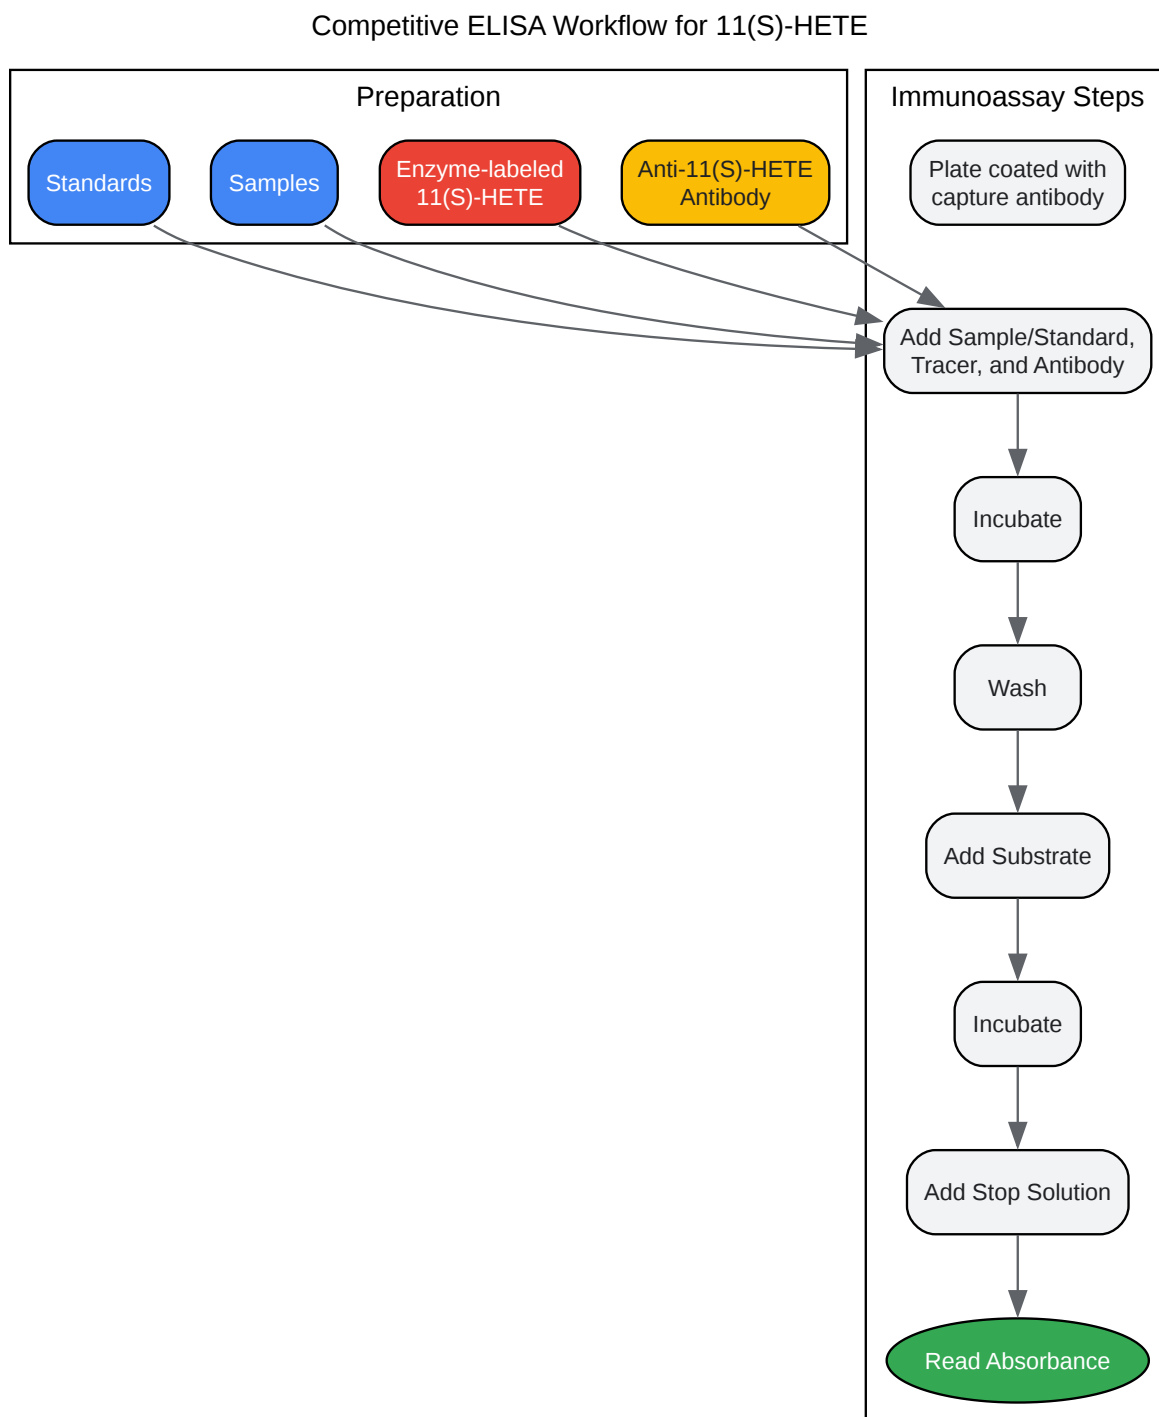 Competitive ELISA Workflow for 11(S)-HETE
Preparation
Standards
Samples
Enzyme-labeled
11(S)-HETE
Anti-11(S)-HETE
Antibody
Immunoassay Steps
Plate coated with
capture antibody
Add Sample/Standard,
Tracer, and Antibody
Incubate
Wash
Add Substrate
Incubate
Add Stop Solution
Read Absorbance